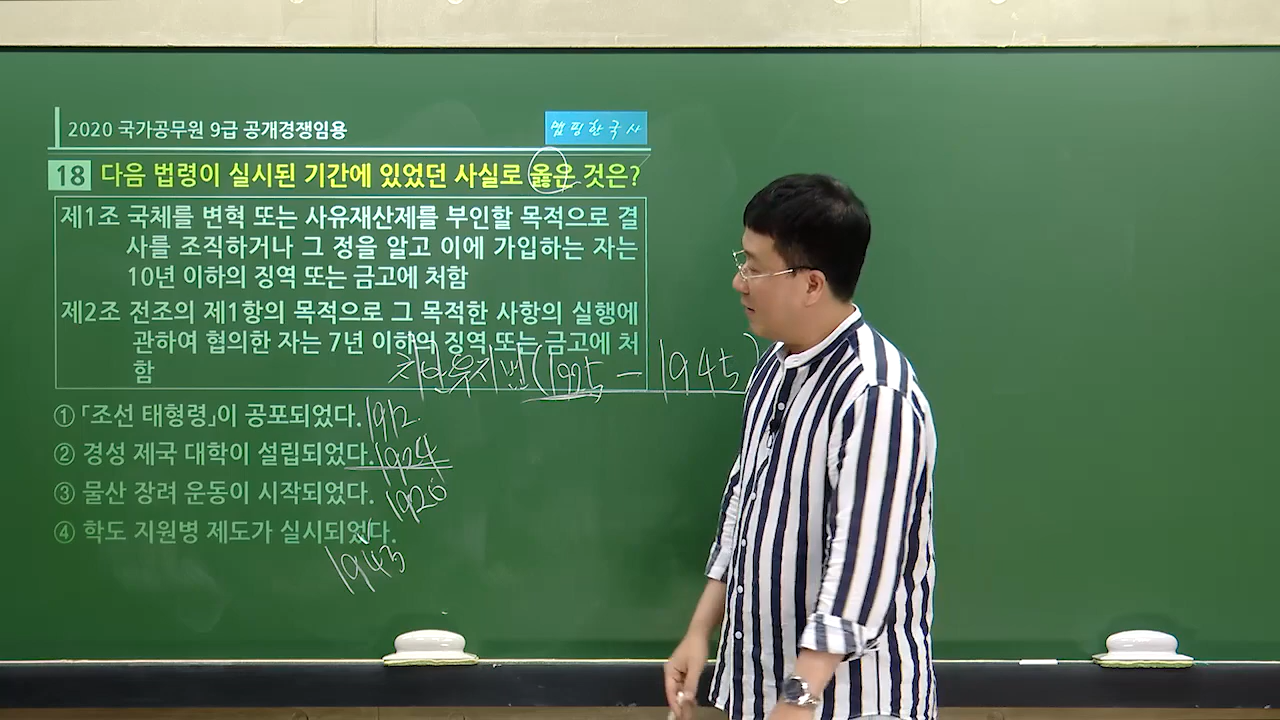 2020 국가공무원 9급 공개경쟁임용
맵핑한국사
18 다음 법령이 실시된 기간에 있었던 사실로 옳은 것은?
제1조 국체를 변혁 또는 사유재산제를 부인할 목적으로 결
사를 조직하거나 그 정을 알고 이에 가입하는 자는
10년 이하의 징역 또는 금고에 처함
제2조 전조의 제1항의 목적으로 그 목적한 사항의 실행에
관하여 협의한 자는 7년 이하의 징역 또는 금고에 처
함
치안유지법(1925 - 1945)
① 「조선 태형령」이 공포되었다. 1912.
② 경성 제국 대학이 설립되었다. 1924
③ 물산 장려 운동이 시작되었다. 1920
④ 학도 지원병 제도가 실시되었다.
1943